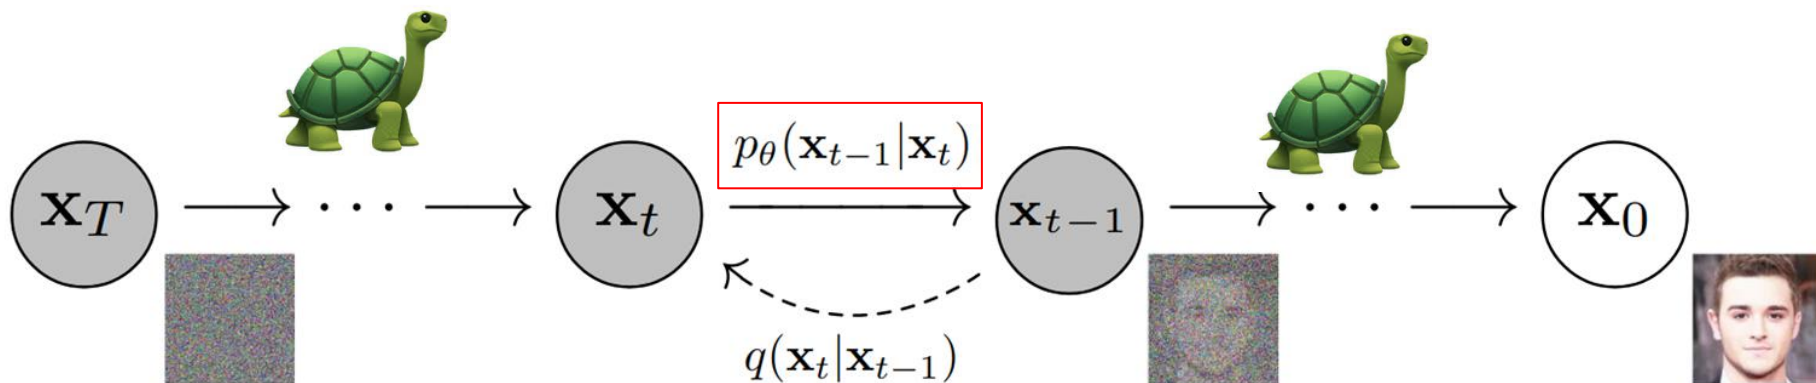 p_θ(x_{t−1}|x_t)
x_T → ··· → x_t → x_{t−1} → ··· → x_0
q(x_t|x_{t−1})